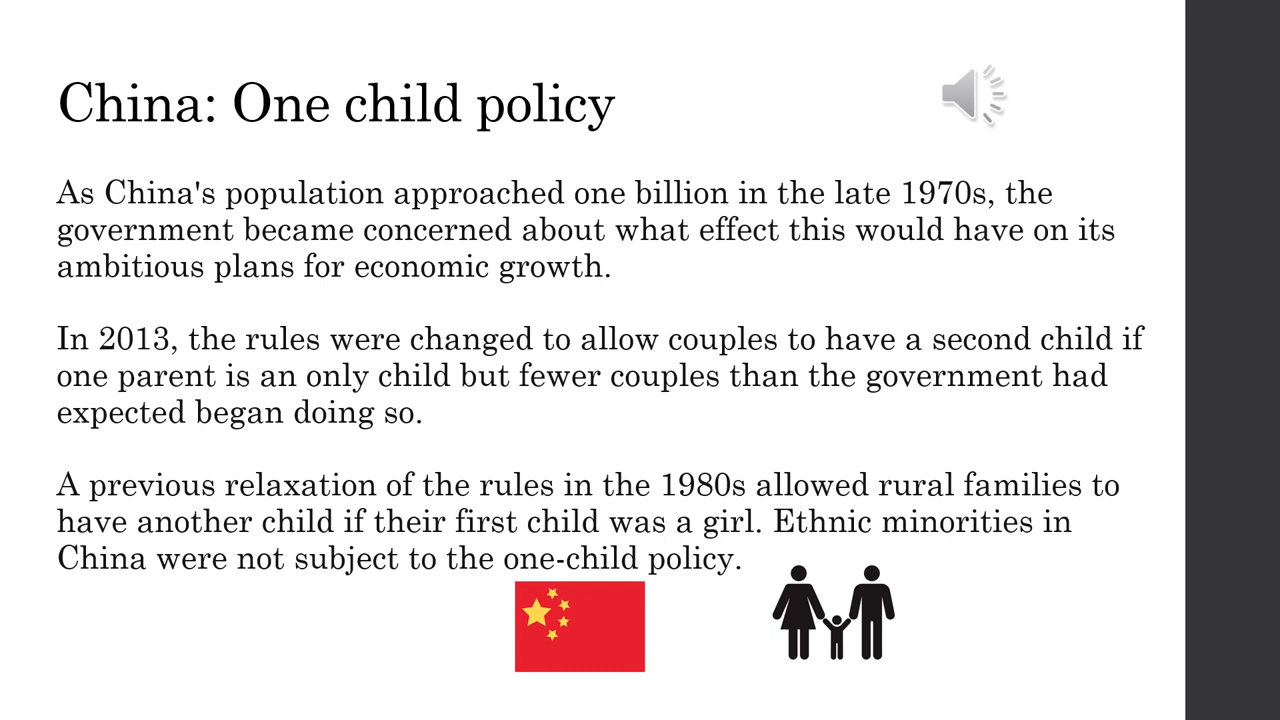 China: One child policy
As China's population approached one billion in the late 1970s, the
government became concerned about what effect this would have on its
ambitious plans for economic growth.
In 2013, the rules were changed to allow couples to have a second child if
one parent is an only child but fewer couples than the government had
expected began doing so.
A previous relaxation of the rules in the 1980s allowed rural families to
have another child if their first child was a girl. Ethnic minorities in
China were not subject to the one-child policy.